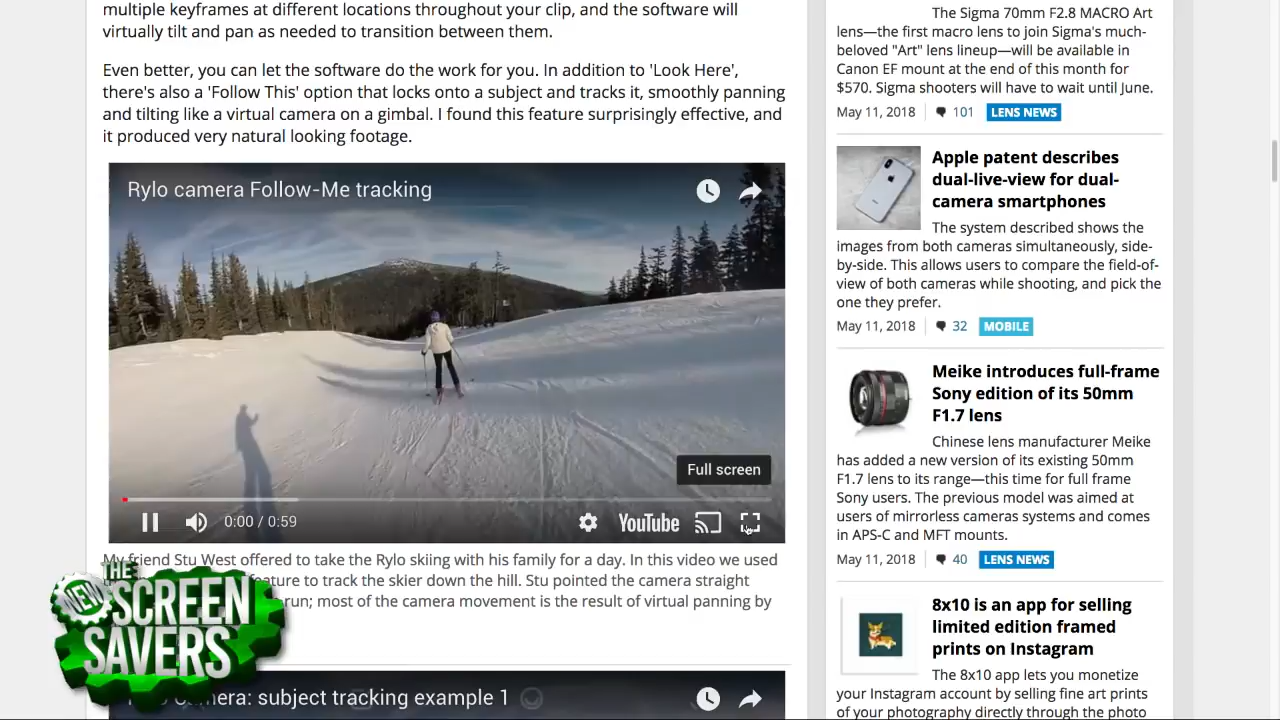 multiple keyframes at different locations throughout your clip, and the software will
virtually tilt and pan as needed to transition between them.
Even better, you can let the software do the work for you. In addition to 'Look Here',
there's also a 'Follow This' option that locks onto a subject and tracks it, smoothly panning
and tilting like a virtual camera on a gimbal. I found this feature surprisingly effective, and
it produced very natural looking footage.
Rylo camera Follow-Me tracking
Full screen
0:00 / 0:59
YouTube
My friend Stu West offered to take the Rylo skiing with his family for a day. In this video we used
feature to track the skier down the hill. Stu pointed the camera straight
run; most of the camera movement is the result of virtual panning by
THE
NEW
SCREEN
SAVERS
camera: subject tracking example 1
The Sigma 70mm F2.8 MACRO Art
lens—the first macro lens to join Sigma's much-
beloved "Art" lens lineup—will be available in
Canon EF mount at the end of this month for
$570. Sigma shooters will have to wait until June.
May 11, 2018 101 LENS NEWS
Apple patent describes
dual-live-view for dual-
camera smartphones
The system described shows the
images from both cameras simultaneously, side-
by-side. This allows users to compare the field-of-
view of both cameras while shooting, and pick the
one they prefer.
May 11, 2018 32 MOBILE
Meike introduces full-frame
Sony edition of its 50mm
F1.7 lens
Chinese lens manufacturer Meike
has added a new version of its existing 50mm
F1.7 lens to its range—this time for full frame
Sony users. The previous model was aimed at
users of mirrorless cameras systems and comes
in APS-C and MFT mounts.
May 11, 2018 40 LENS NEWS
8x10 is an app for selling
limited edition framed
prints on Instagram
The 8x10 app lets you monetize
your Instagram account by selling fine art prints
of your photography directly through the photo